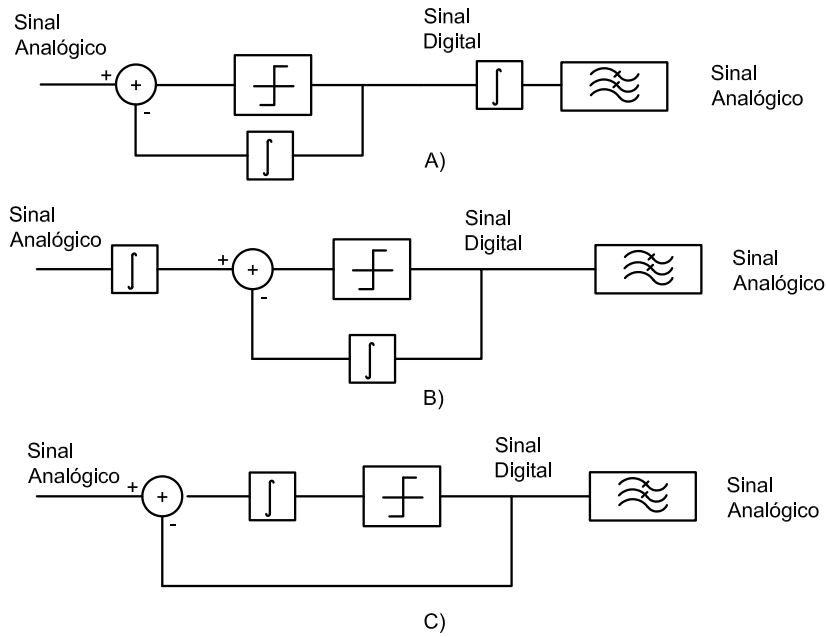 Sinal
Analógico
+
+
-
Sinal
Digital
∫
∫
Sinal
Analógico
A)
Sinal
Analógico
∫
+
+
-
Sinal
Digital
∫
Sinal
Analógico
B)
Sinal
Analógico
+
+
-
∫
Sinal
Digital
Sinal
Analógico
C)